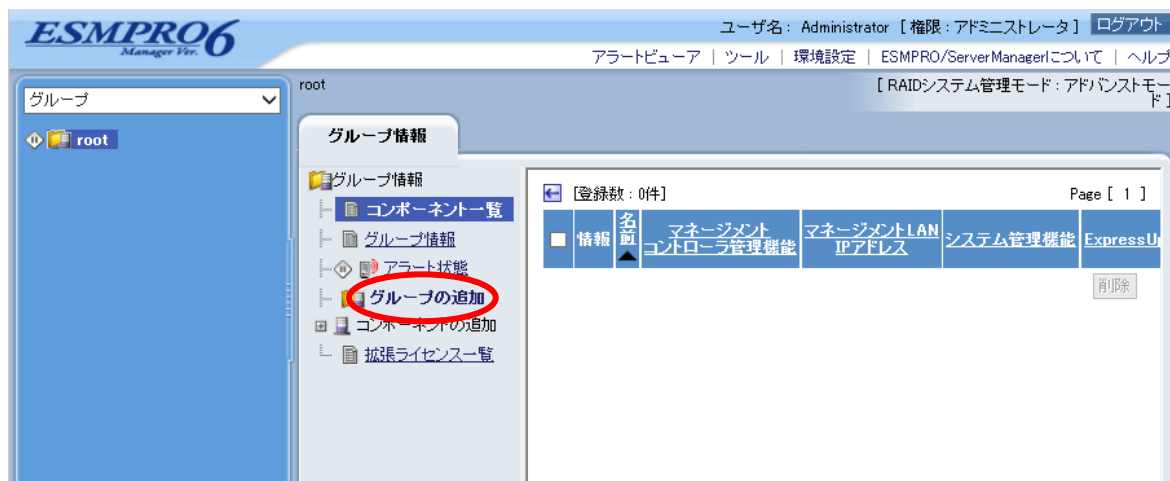 ESMPRO6
Manager Ver.
ユーザ名： Administrator [ 権限：アドミニストレータ ] ログアウト
アラートビューア | ツール | 環境設定 | ESMPRO/ServerManagerについて | ヘルプ
グループ
root
root
[ RAIDシステム管理モード：アドバンストモー
ド ]
グループ情報
グループ情報
コンポーネント一覧
グループ情報
アラート状態
グループの追加
コンポーネントの追加
拡張ライセンス一覧
[登録数：0件]
Page [ 1 ]
情報
名前
マネージメント
コントローラ管理機能
マネージメントLAN
IPアドレス
システム管理機能
ExpressU
削除